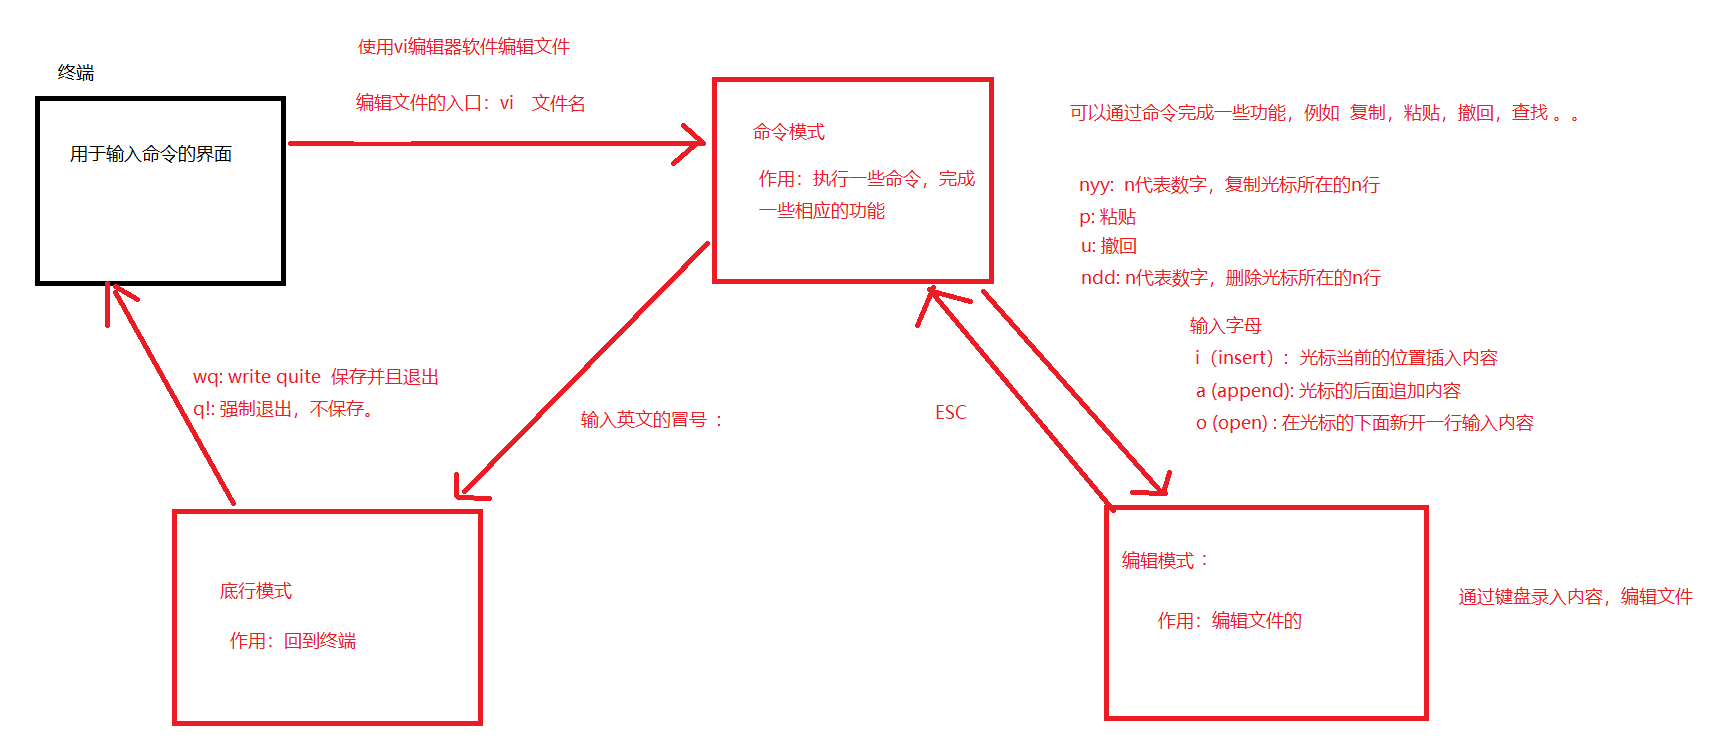 使用vi编辑器软件编辑文件
终端
编辑文件的入口：vi 文件名
用于输入命令的界面
命令模式
作用：执行一些命令，完成
一些相应的功能
可以通过命令完成一些功能，例如 复制，粘贴，撤回，查找 。。
nyy: n代表数字，复制光标所在的n行
p: 粘贴
u: 撤回
ndd: n代表数字，删除光标所在的n行
输入字母
i（insert）: 光标当前的位置插入内容
a (append): 光标的后面追加内容
o (open) : 在光标的下面新开一行输入内容
wq: write quite 保存并且退出
q!: 强制退出，不保存。
输入英文的冒号 :
ESC
底行模式
作用：回到终端
编辑模式：
作用：编辑文件的
通过键盘录入内容，编辑文件